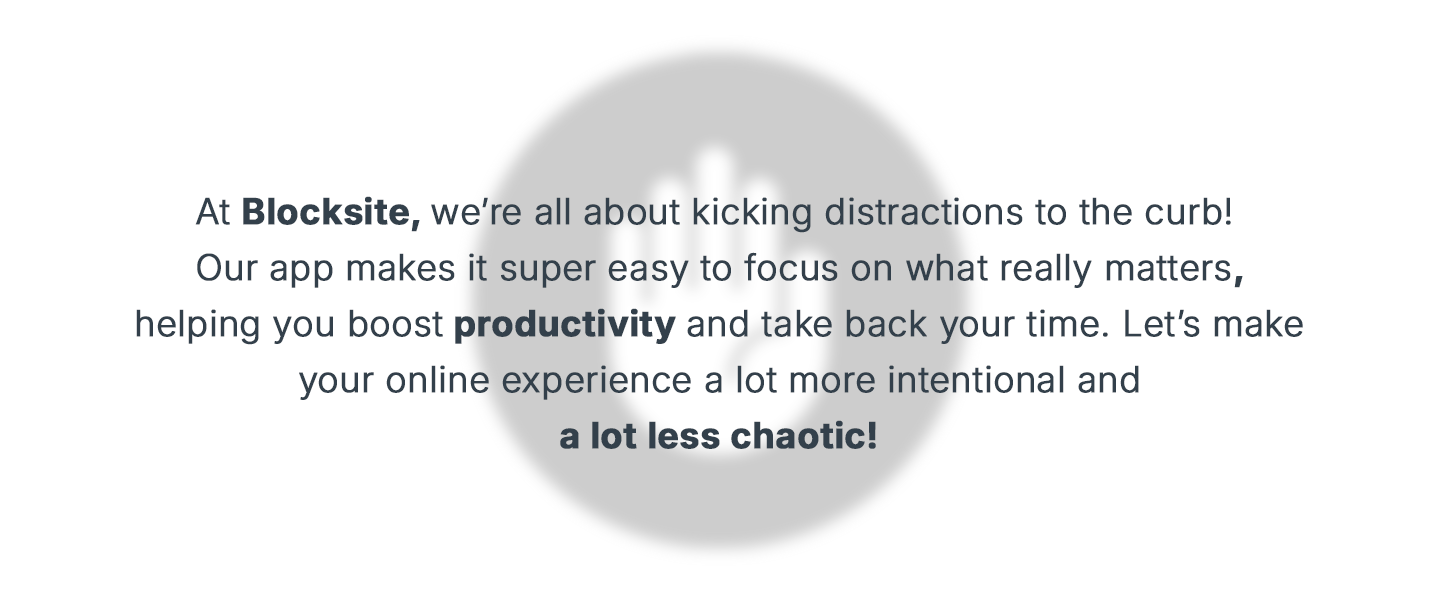 At Blocksite, we’re all about kicking distractions to the curb!
Our app makes it super easy to focus on what really matters,
helping you boost productivity and take back your time. Let’s make
your online experience a lot more intentional and
a lot less chaotic!